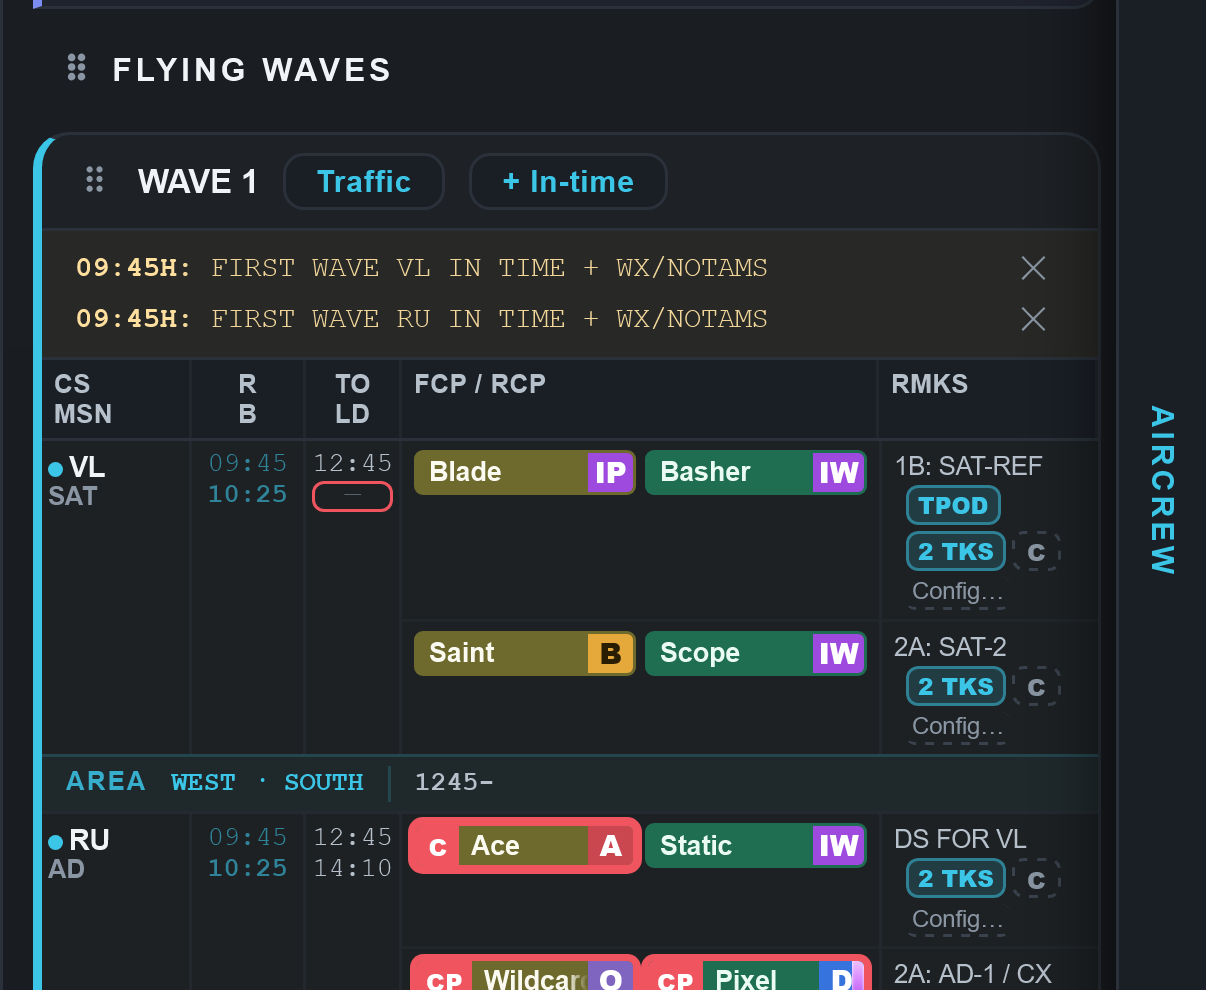 FLYING WAVES
WAVE 1 Traffic + In-time
09:45H: FIRST WAVE VL IN TIME + WX/NOTAMS
09:45H: FIRST WAVE RU IN TIME + WX/NOTAMS
CS R TO FCP / RCP RMKS
MSN B LD
VL 09:45 12:45 Blade IP Basher IW 1B: SAT-REF
SAT 10:25 — TPOD
2 TKS C
Config...
Saint B Scope IW 2A: SAT-2
2 TKS C
Config...
AREA WEST · SOUTH 1245-
RU 09:45 12:45 C Ace A Static IW DS FOR VL
AD 10:25 14:10 2 TKS C
Config...
CP Wildcar O CP Pixel D 2A: AD-1 / CX
AIRCREW